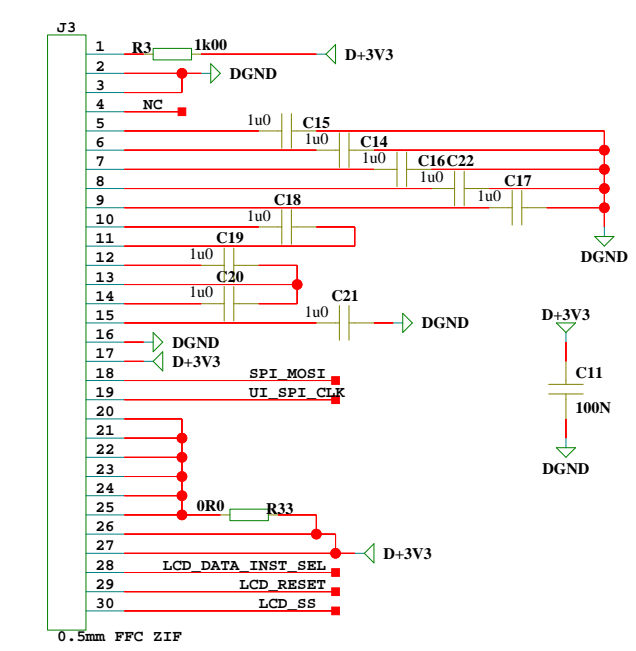 J3
1 R3 1k00 D+3V3
2 DGND
3
4 NC
5 1u0 C15
6 1u0 C14
7 1u0 C16 C22
8 1u0 C17
9 1u0 C18
10 1u0
11 C19
12 1u0
13 C20
14 1u0 C21
15 1u0 DGND
DGND
16 DGND
17 D+3V3
18 SPI_MOSI
19 UI_SPI_CLK
20
21
22
23
24
25 0R0 R33
26
27 D+3V3
28 LCD_DATA_INST_SEL
29 LCD_RESET
30 LCD_SS
0.5mm FFC ZIF
D+3V3
C11
100N
DGND